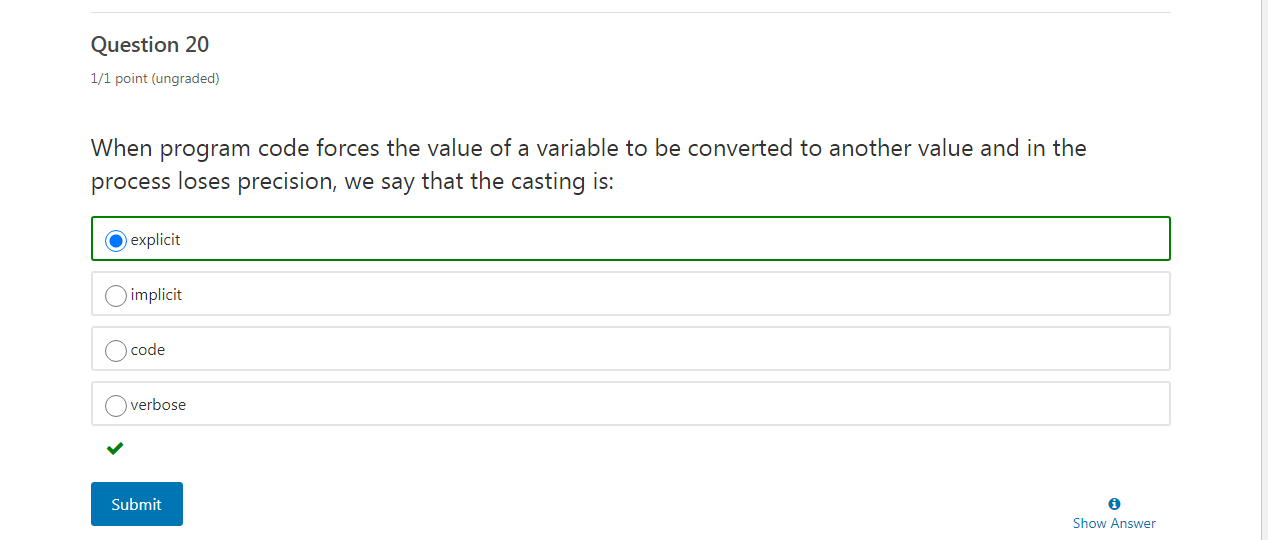 Question 20
1/1 point (ungraded)
When program code forces the value of a variable to be converted to another value and in the
process loses precision, we say that the casting is:
explicit
implicit
code
verbose
Submit
Show Answer